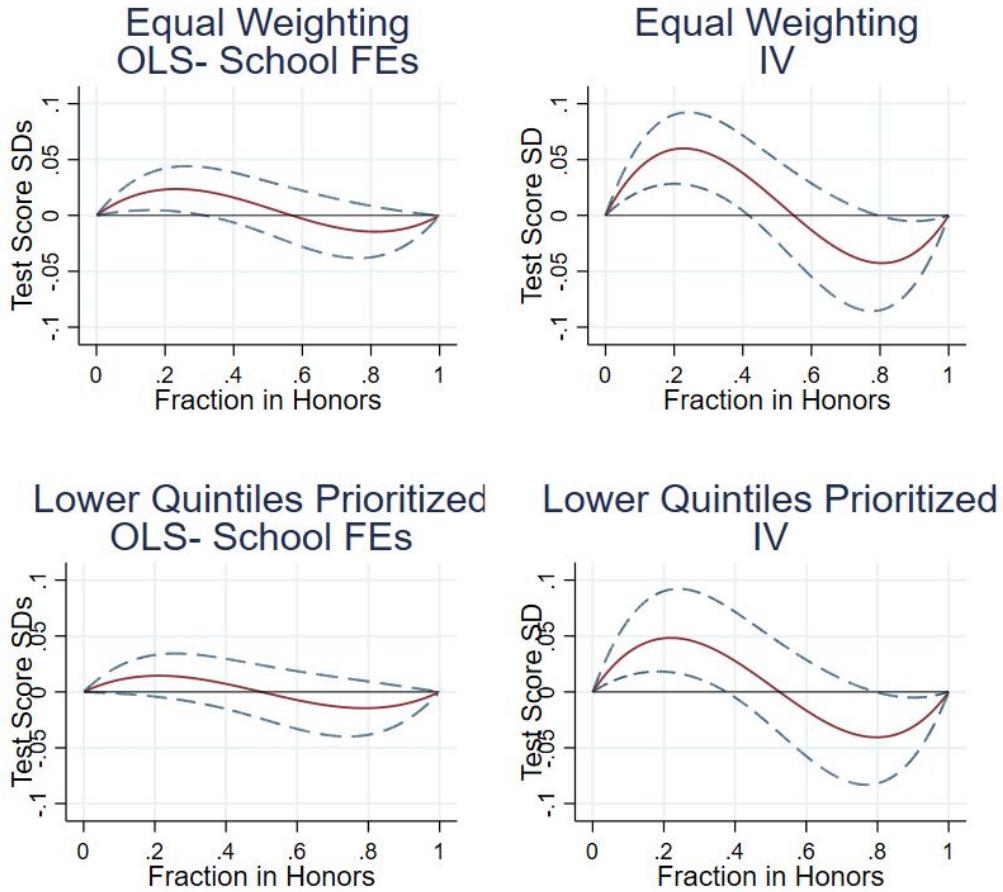 Equal Weighting
OLS- School FEs
Test Score SDs
.1
.05
0
-.05
-.1
0 .2 .4 .6 .8 1
Fraction in Honors
Equal Weighting
IV
Test Score SD
.1
.05
0
-.05
-.1
0 .2 .4 .6 .8 1
Fraction in Honors
Lower Quintiles Prioritized
OLS- School FEs
Test Score SDs
.1
.05
0
-.05
-.1
0 .2 .4 .6 .8 1
Fraction in Honors
Lower Quintiles Prioritized
IV
Test Score SD
.1
.05
0
-.05
-.1
0 .2 .4 .6 .8 1
Fraction in Honors